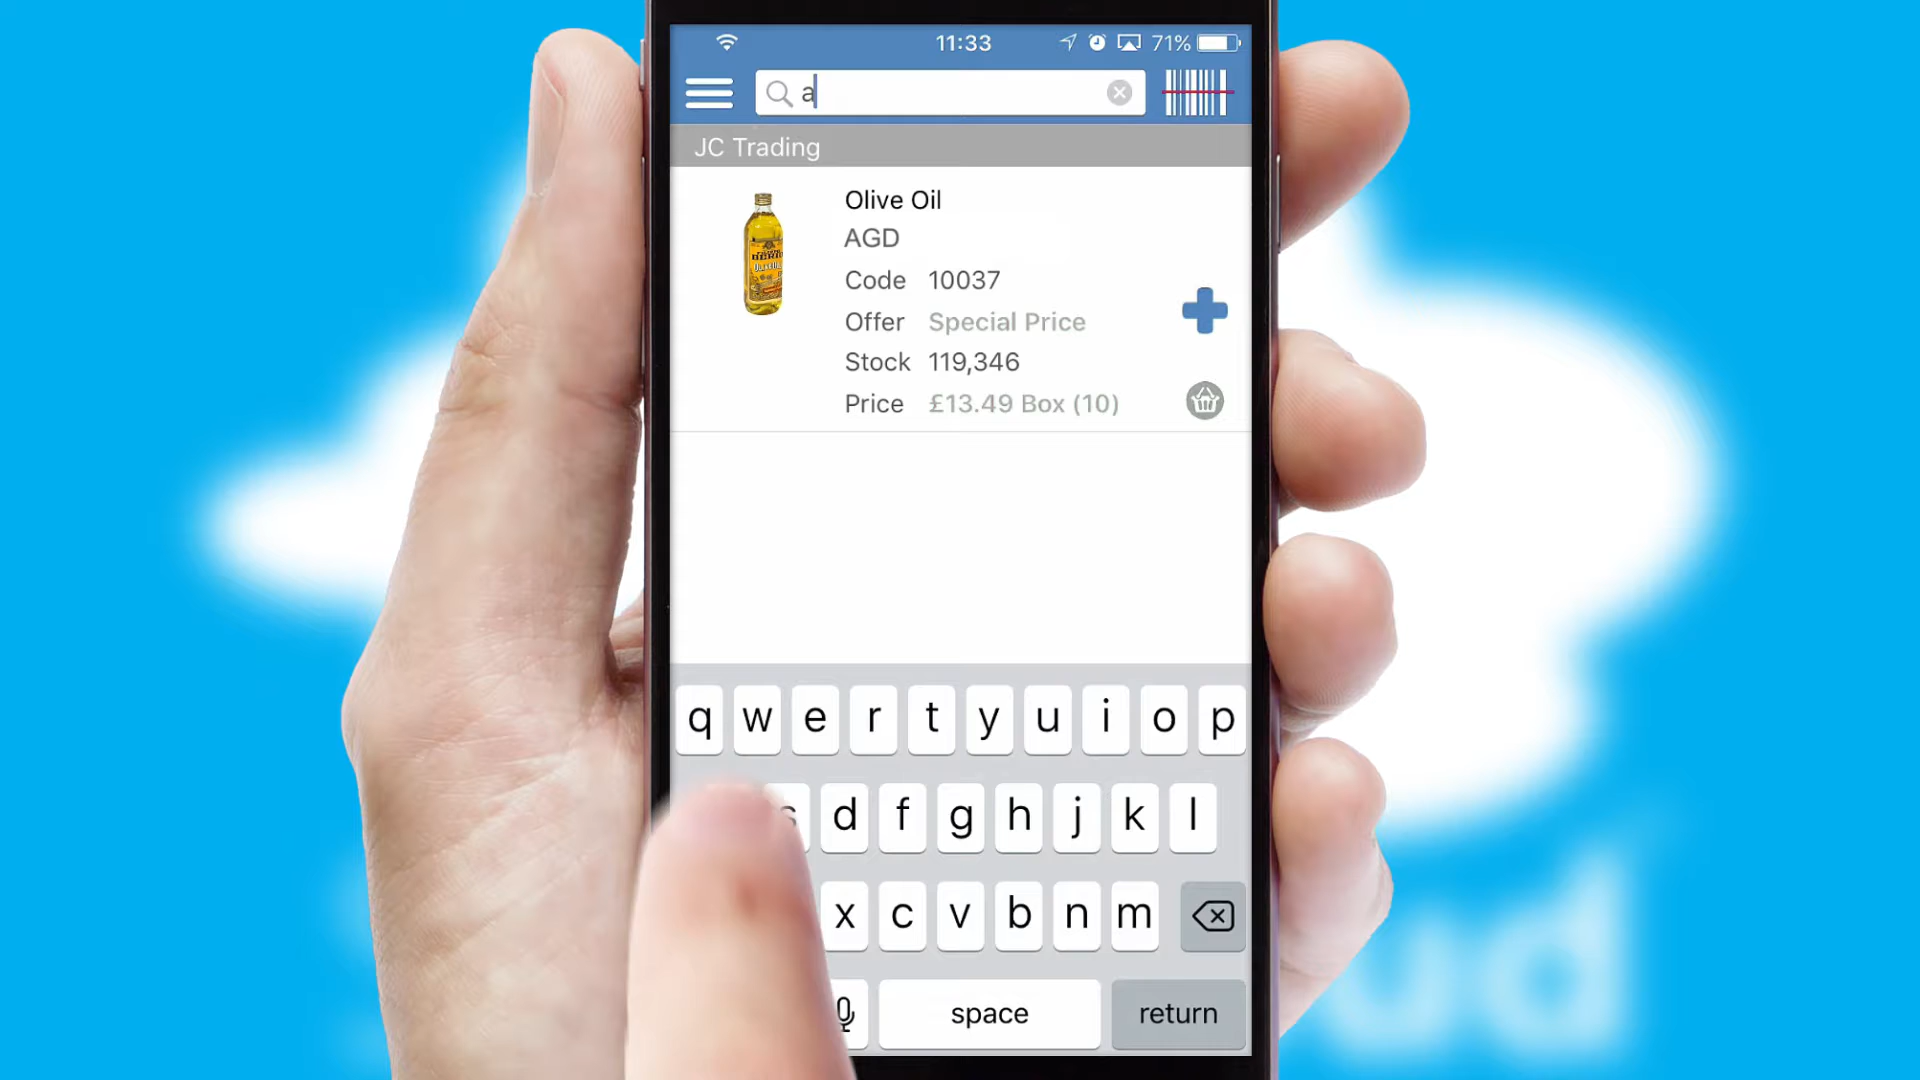 11:33 71%
a
JC Trading
Olive Oil
AGD
Code 10037
Offer Special Price
Stock 119,346
Price £13.49 Box (10)
q w e r t y u i o p
s d f g h j k l
x c v b n m
space return
ud